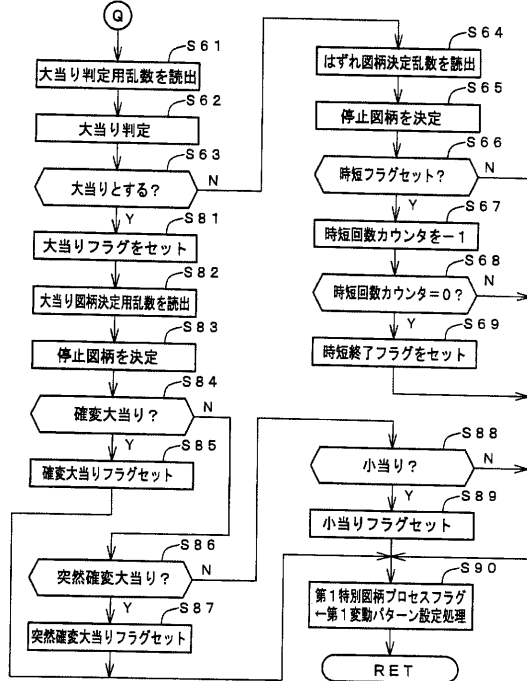 Q
S61
大当り判定用乱数を読出
S62
大当り判定
S63
大当りとする?
N
Y
S81
大当りフラグをセット
S82
大当り図柄決定用乱数を読出
S83
停止図柄を決定
S84
確変大当り?
N
Y
S85
確変大当りフラグセット
S86
突然確変大当り?
N
Y
S87
突然確変大当りフラグセット
S64
はずれ図柄決定乱数を読出
S65
停止図柄を決定
S66
時短フラグセット?
N
Y
S67
時短回数カウンタを-1
S68
時短回数カウンタ=0?
N
Y
S69
時短終了フラグをセット
S88
小当り?
N
Y
S89
小当りフラグセット
S90
第1特別図柄プロセスフラグ
←第1変動パターン設定処理
RET